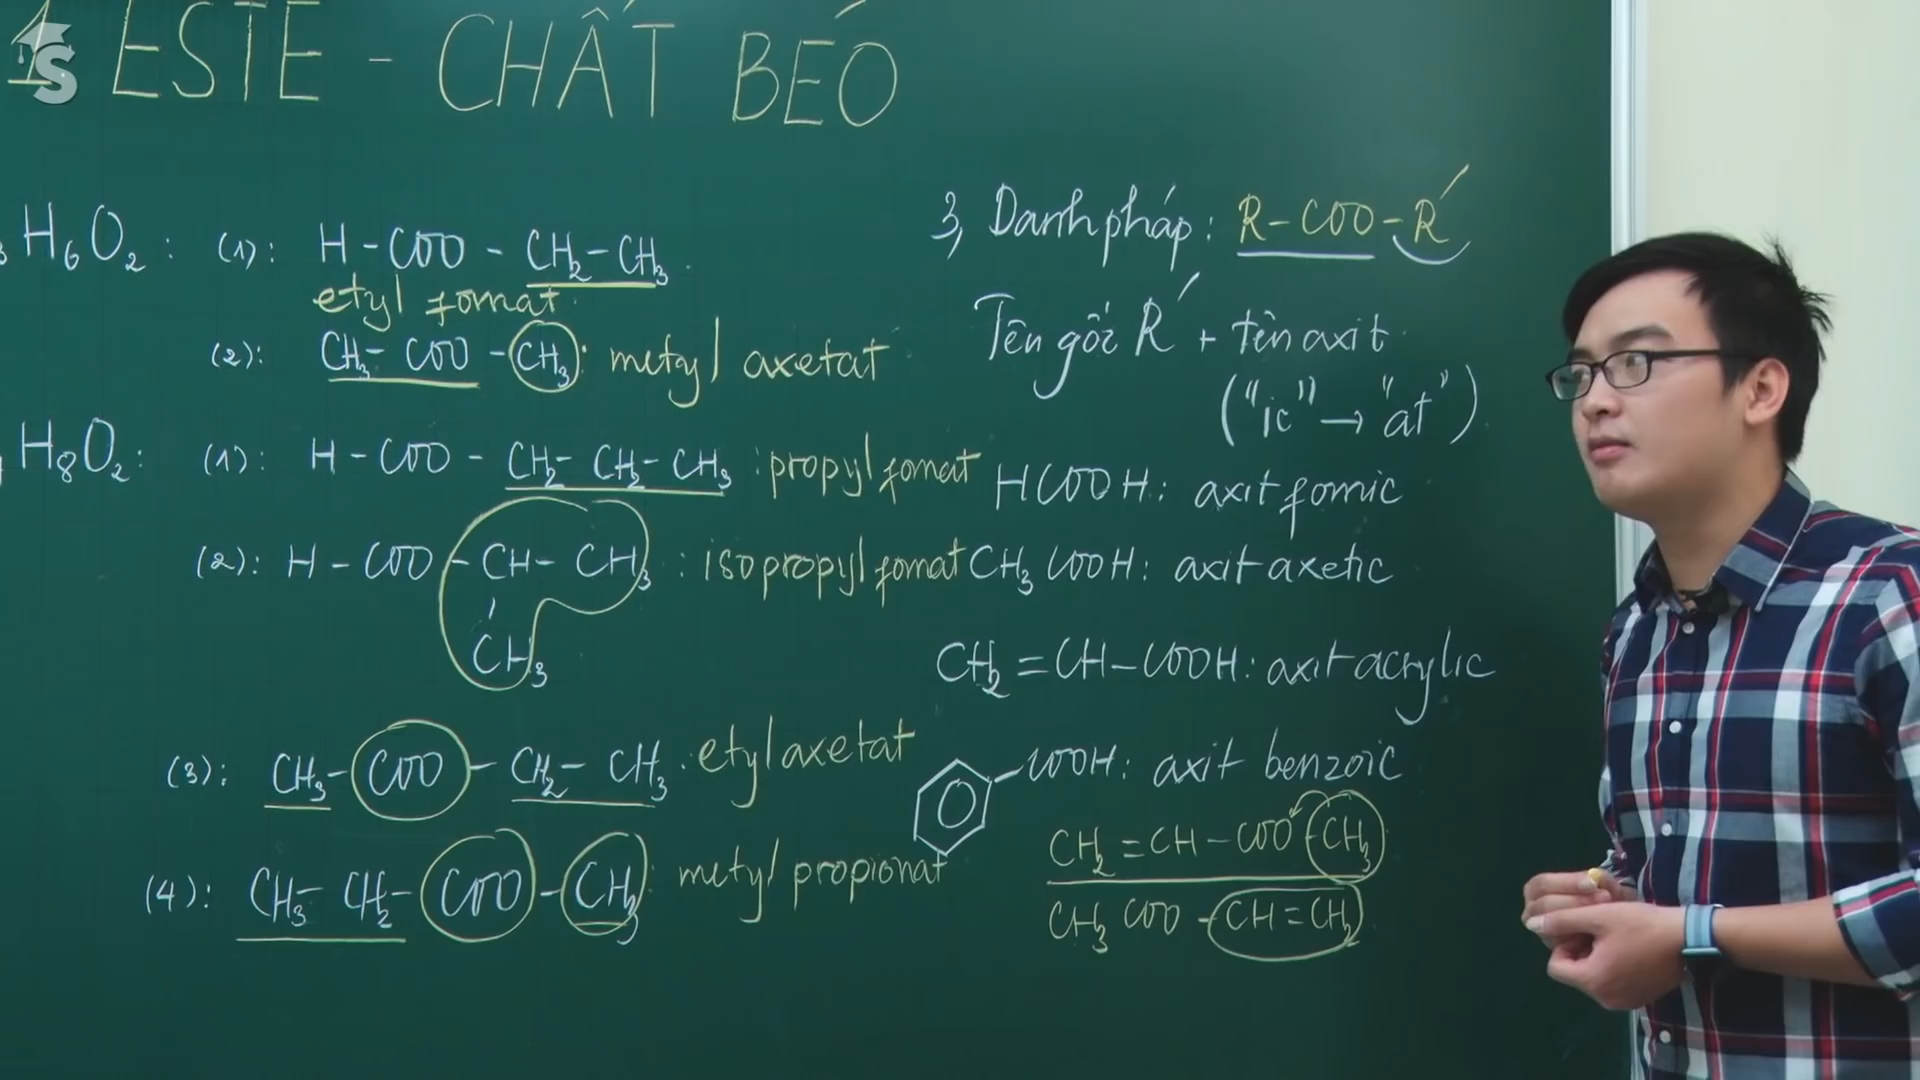 1 ESTE - CHẤT BÉO
S
3H₆O₂: (1): H-COO-CH₂-CH₃
etyl fomat
(2): CH₃-COO-CH₃: metyl axetat
H₈O₂: (1): H-COO-CH₂-CH₂-CH₃: propyl fomat
(2): H-COO-CH-CH₃: isopropyl fomat
CH₃
(3): CH₃-COO-CH₂-CH₃: etyl axetat
(4): CH₃-CH₂-COO-CH₃: metyl propionat
3, Danh pháp: R-COO-R'
Tên gốc R' + tên axit
("ic" → "at")
HCOOH: axit fomic
CH₃COOH: axit axetic
CH₂=CH-COOH: axit acrylic
-COOH: axit benzoic
CH₂=CH-COO-CH₃
CH₃COO-CH=CH₂